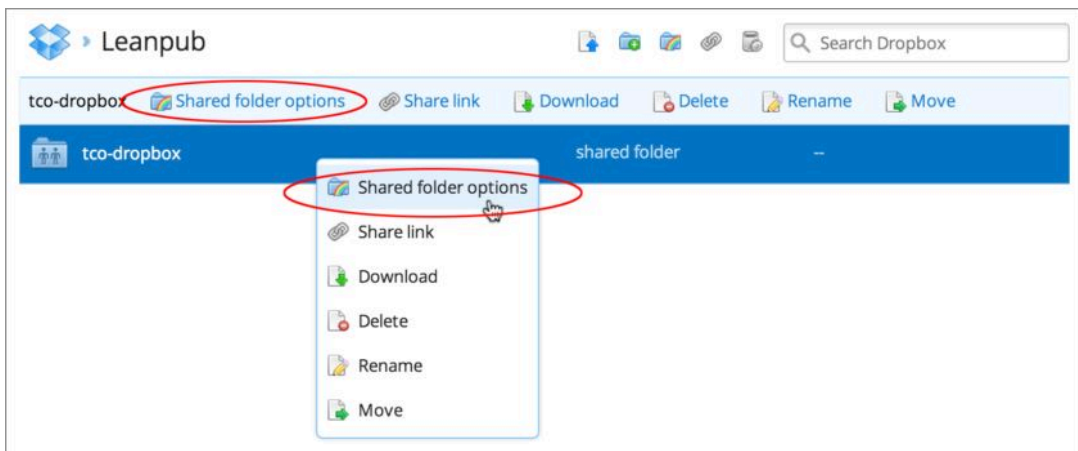 Leanpub
Search Dropbox
tco-dropbox Shared folder options Share link Download Delete Rename Move
tco-dropbox shared folder --
Shared folder options
Share link
Download
Delete
Rename
Move